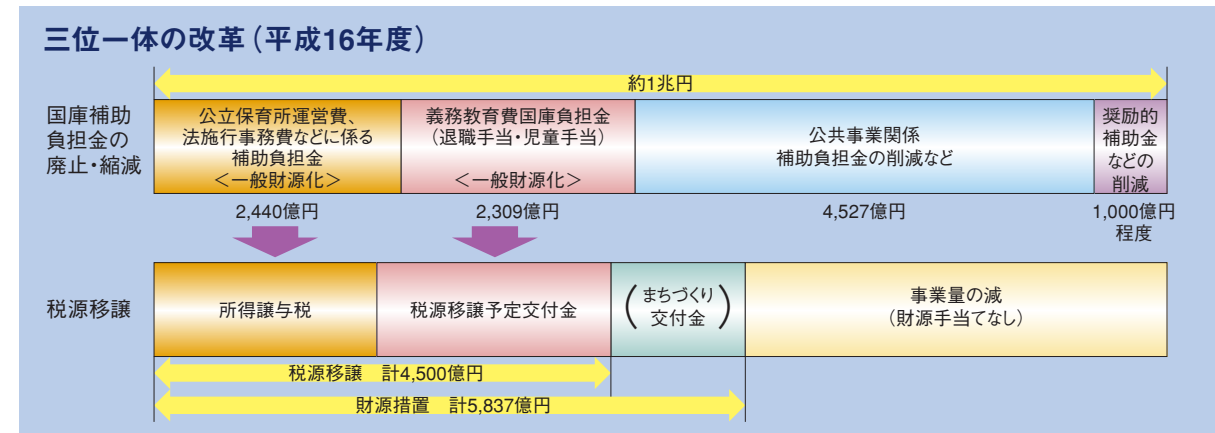 三位一体の改革（平成16年度）
約1兆円
国庫補助
負担金の
廃止・縮減
公立保育所運営費、
法施行事務費などに係る
補助負担金
＜一般財源化＞
義務教育費国庫負担金
（退職手当・児童手当）
＜一般財源化＞
公共事業関係
補助負担金の削減など
奨励的
補助金
などの
削減
2,440億円
2,309億円
4,527億円
1,000億円
程度
税源移譲
所得譲与税
税源移譲予定交付金
（まちづくり
交付金）
事業量の減
（財源手当てなし）
税源移譲　計4,500億円
財源措置　計5,837億円